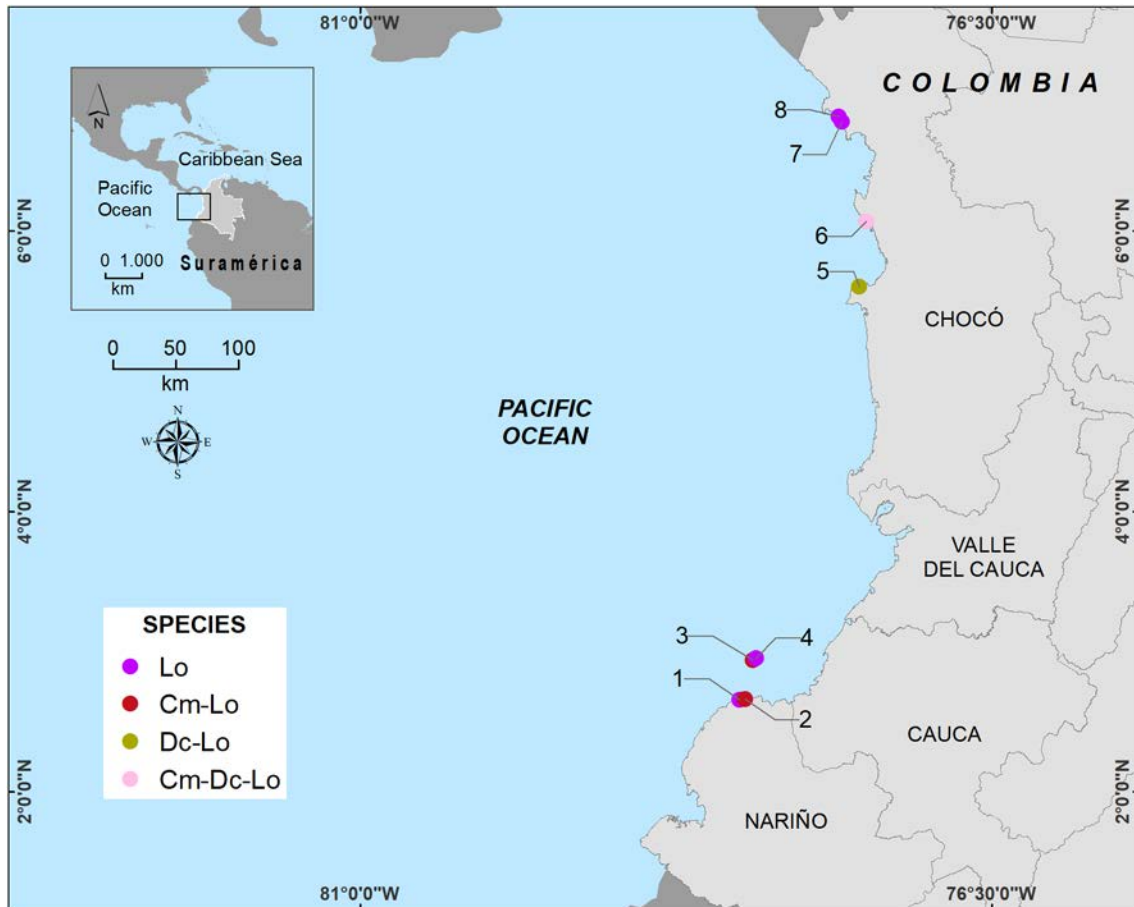 81°0'0"W
76°30'0"W
COLOMBIA
N
Caribbean Sea
Pacific
Ocean
0 1.000
km
Suramérica
8
7
6°0'0"N
6°0'0"N
6
5
0 50 100
km
CHOCÓ
N
W E
S
PACIFIC
OCEAN
4°0'0"N
4°0'0"N
VALLE
DEL CAUCA
SPECIES
Lo
Cm-Lo
Dc-Lo
Cm-Dc-Lo
3
4
1
2
CAUCA
2°0'0"N
2°0'0"N
NARIÑO
81°0'0"W
76°30'0"W